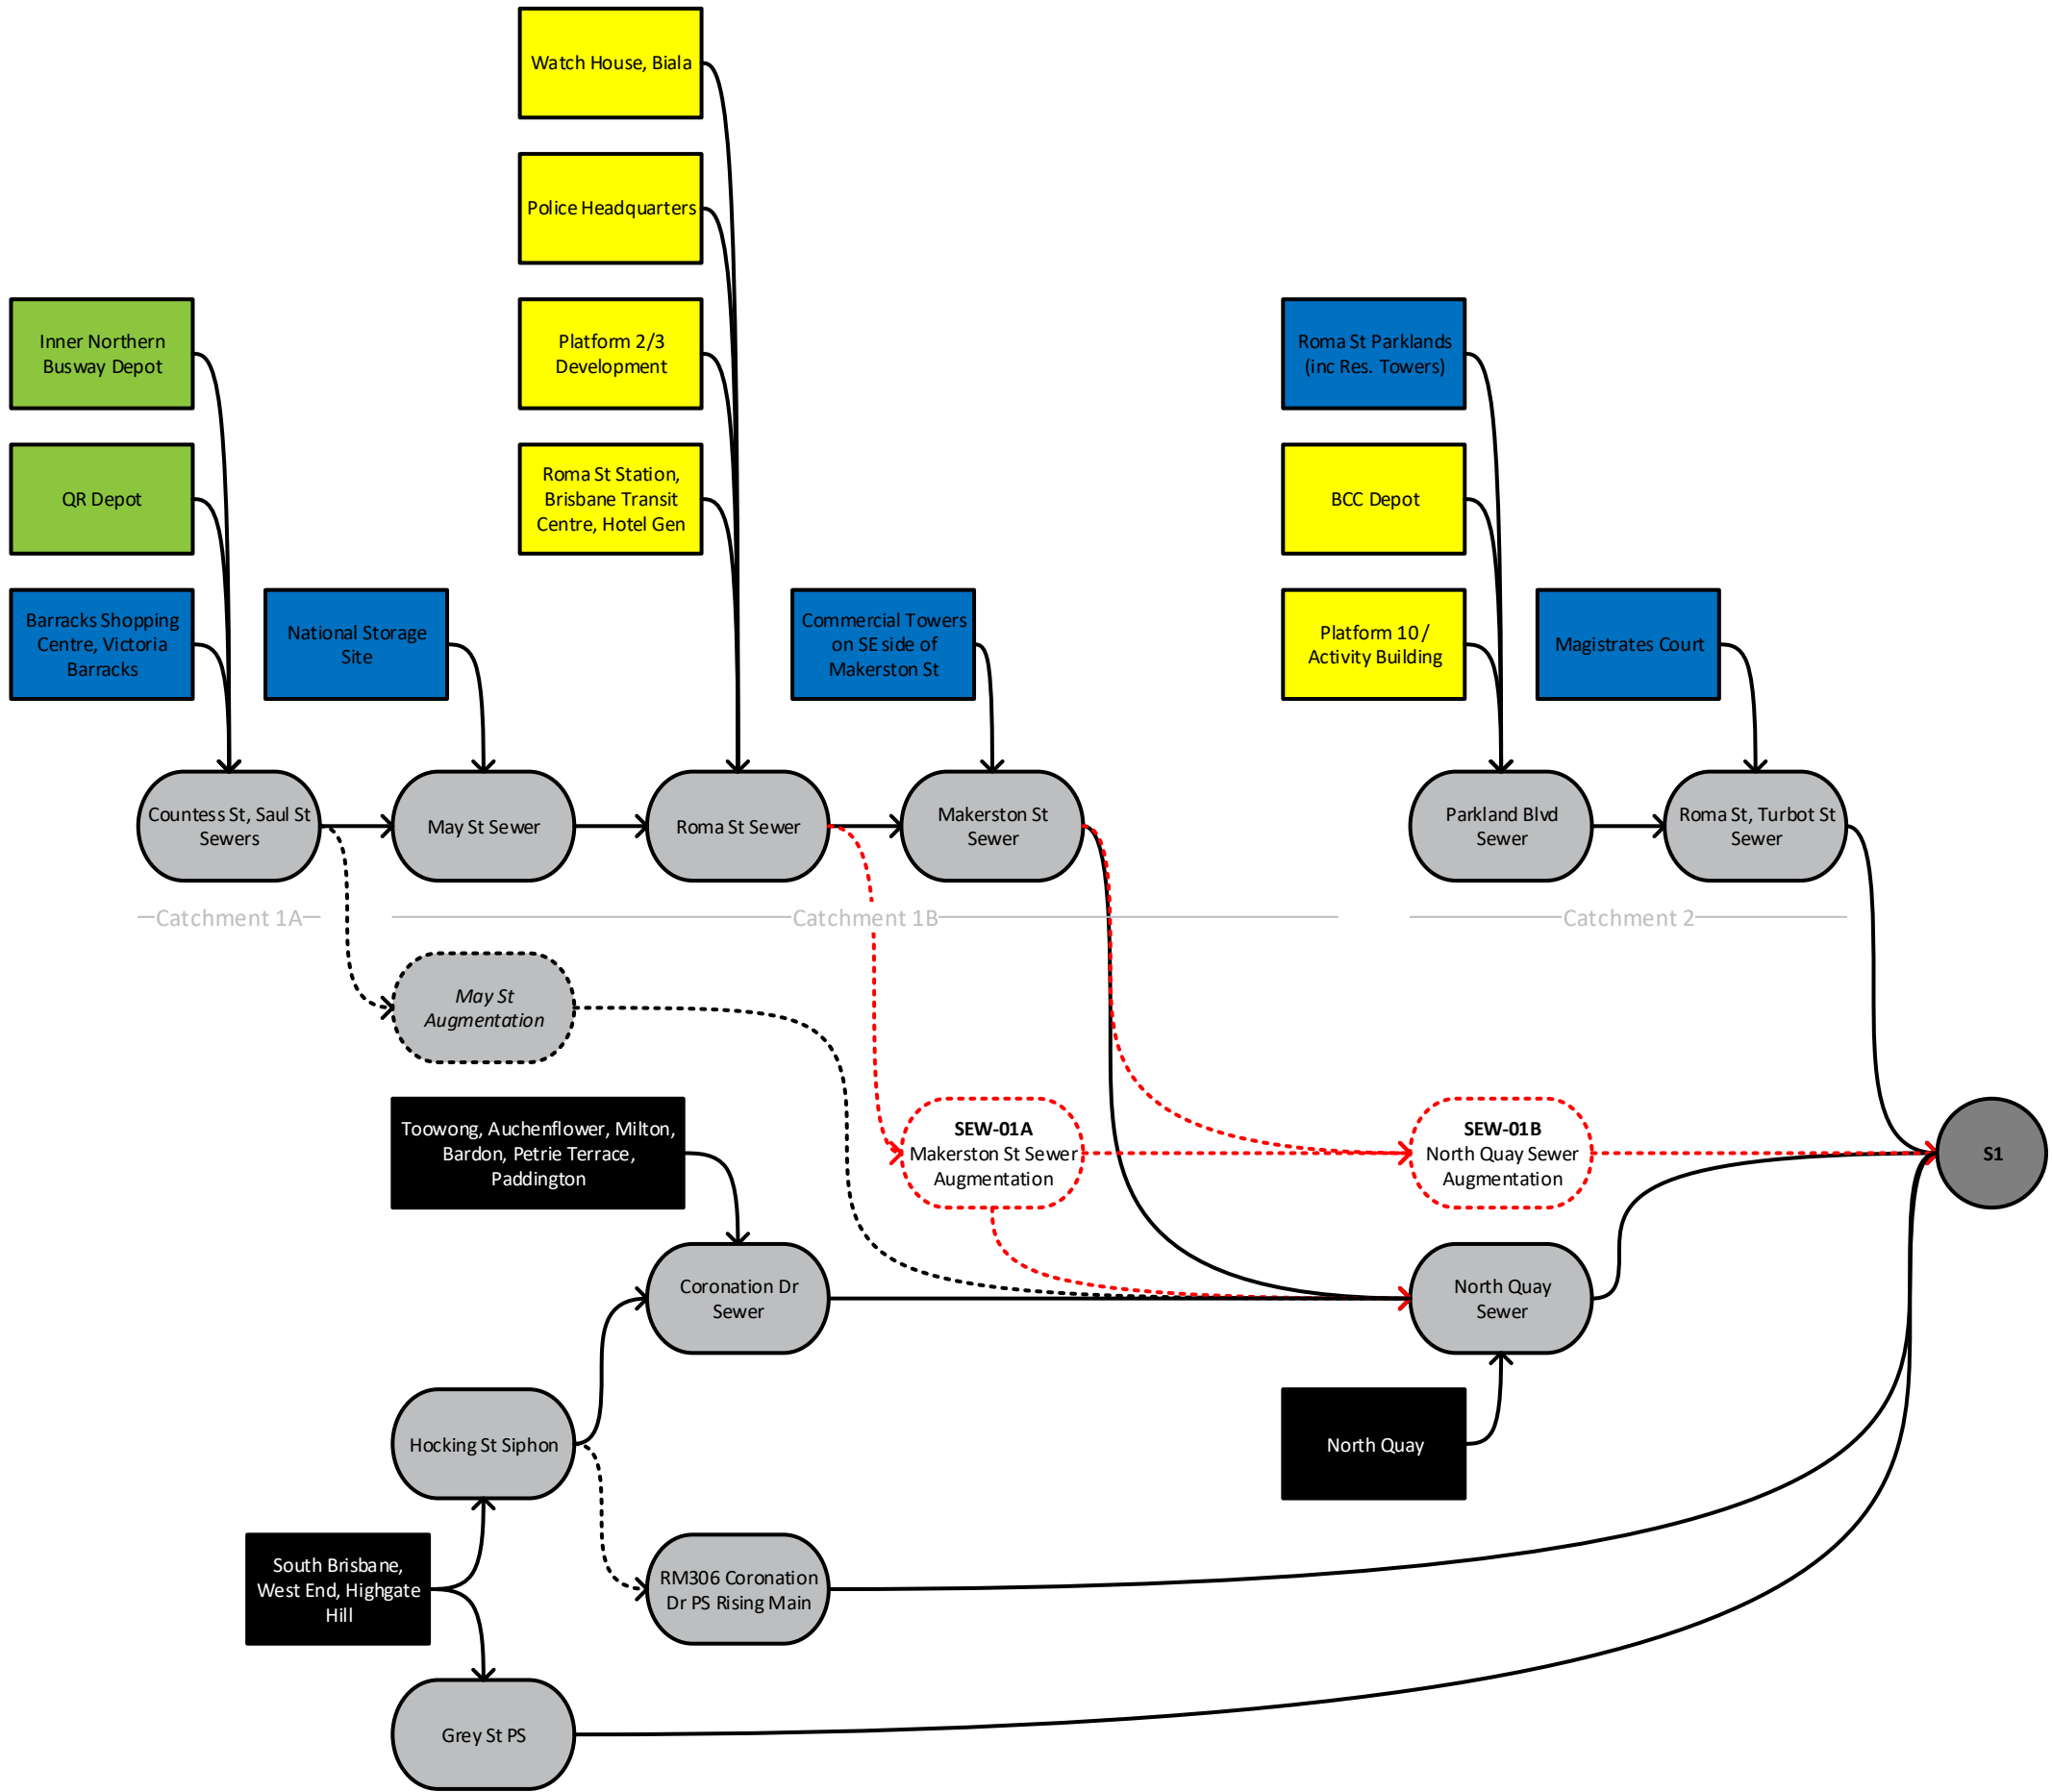 Watch House, Biala
Police Headquarters
Inner Northern
Busway Depot
Platform 2/3
Development
Roma St Parklands
(inc Res. Towers)
QR Depot
Roma St Station,
Brisbane Transit
Centre, Hotel Gen
BCC Depot
Barracks Shopping
Centre, Victoria
Barracks
National Storage
Site
Commercial Towers
on SE side of
Makerston St
Platform 10 /
Activity Building
Magistrates Court
Countess St, Saul St
Sewers
May St Sewer
Roma St Sewer
Makerston St
Sewer
Parkland Blvd
Sewer
Roma St, Turbot St
Sewer
Catchment 1A
Catchment 1B
Catchment 2
May St
Augmentation
Toowong, Auchenflower, Milton,
Bardon, Petrie Terrace,
Paddington
SEW-01A
Makerston St Sewer
Augmentation
SEW-01B
North Quay Sewer
Augmentation
S1
Coronation Dr
Sewer
North Quay
Sewer
Hocking St Siphon
North Quay
South Brisbane,
West End, Highgate
Hill
RM306 Coronation
Dr PS Rising Main
Grey St PS